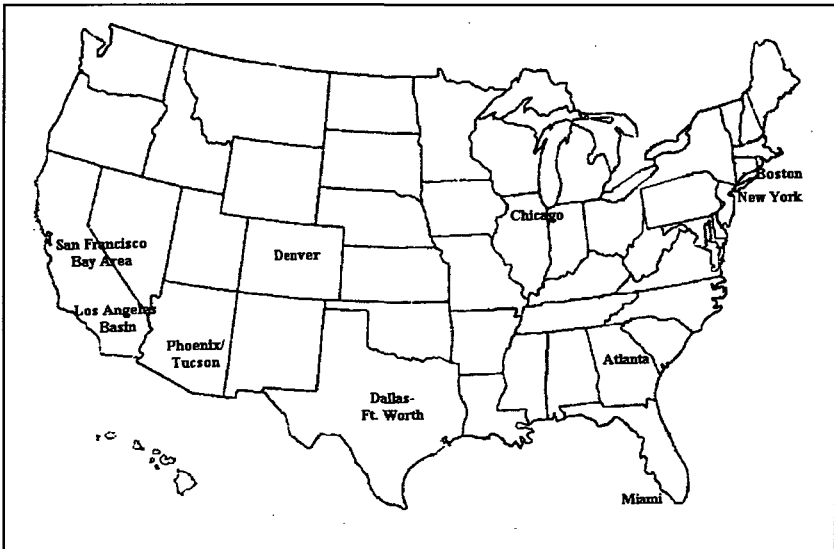 Boston
New York
Chicago
San Francisco
Bay Area
Denver
Los Angeles
Basin
Phoenix/
Tucson
Atlanta
Dallas-
Ft. Worth
Miami